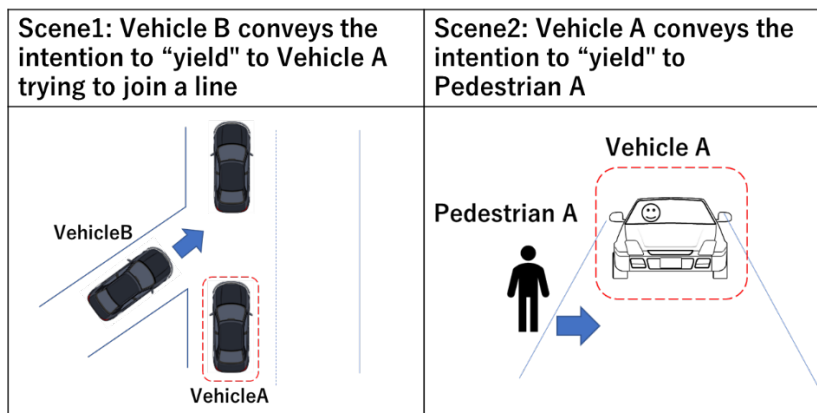 Scene1: Vehicle B conveys the
intention to “yield" to Vehicle A
trying to join a line
Scene2: Vehicle A conveys the
intention to “yield" to
Pedestrian A
VehicleB
VehicleA
Vehicle A
Pedestrian A